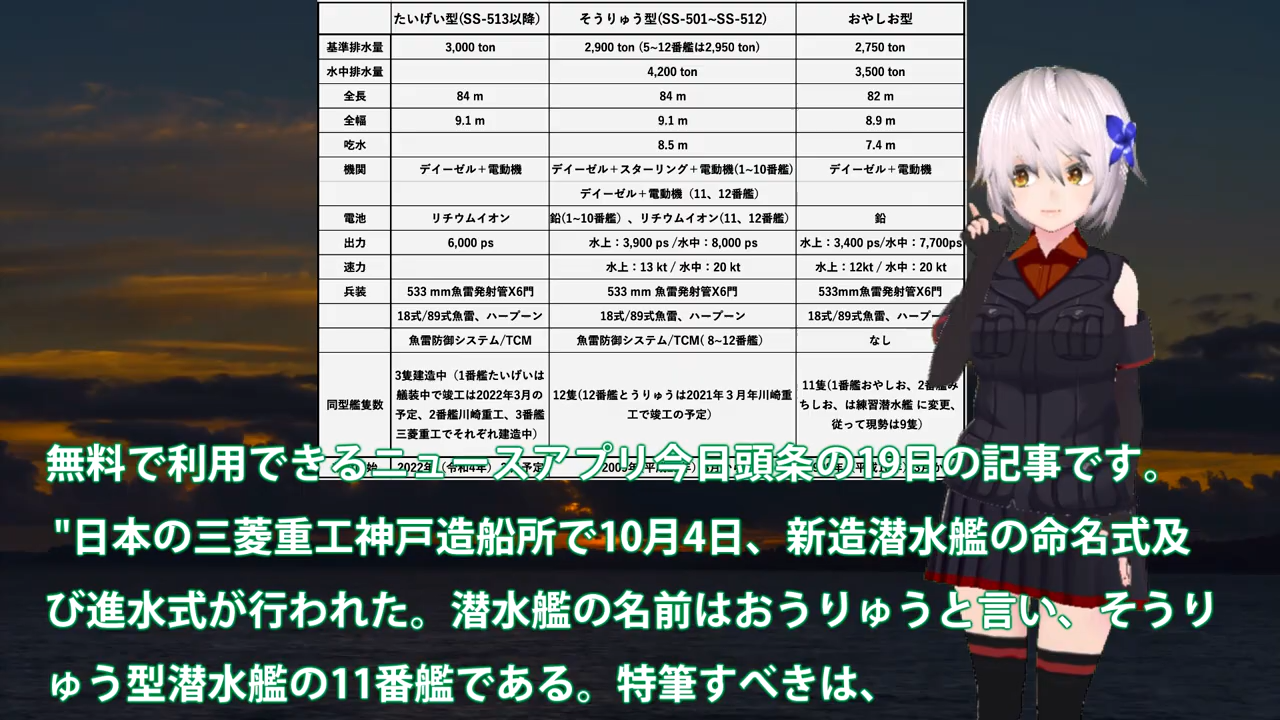 たいげい型(SS-513以降) そうりゅう型(SS-501~SS-512) おやしお型
基準排水量 3,000 ton 2,900 ton (5~12番艦は2,950 ton) 2,750 ton
水中排水量 4,200 ton 3,500 ton
全長 84 m 84 m 82 m
全幅 9.1 m 9.1 m 8.9 m
吃水 8.5 m 7.4 m
機関 デイーゼル＋電動機 デイーゼル＋スターリング＋電動機(1~10番艦) デイーゼル＋電動機
デイーゼル＋電動機（11、12番艦）
電池 リチウムイオン 鉛(1~10番艦）、リチウムイオン(11、12番艦) 鉛
出力 6,000 ps 水上：3,900 ps /水中：8,000 ps 水上：3,400 ps/水中：7,700ps
速力 水上：13 kt / 水中：20 kt 水上：12kt / 水中：20 kt
兵装 533 mm魚雷発射管X6門 533 mm 魚雷発射管X6門 533mm魚雷発射管X6門
18式/89式魚雷、ハープーン 18式/89式魚雷、ハープーン 18式/89式魚雷、ハープー
魚雷防御システム/TCM 魚雷防御システム/TCM( 8~12番艦) なし
同型艦隻数
3隻建造中（1番艦たいげいは
艤装中で竣工は2022年3月の
予定、2番艦川崎重工、3番艦
三菱重工でそれぞれ建造中）
12隻(12番艦とうりゅうは2021年３月年川崎重
工で竣工の予定）
11隻(1番艦おやしお、2番艦み
ちしお、は練習潜水艦 に変更、
従って現勢は9隻）
無料で利用できるニュースアプリ今日頭条の19日の記事です。
"日本の三菱重工神戸造船所で10月4日、新造潜水艦の命名式及
び進水式が行われた。潜水艦の名前はおうりゅうと言い、そうり
ゅう型潜水艦の11番艦である。特筆すべきは、